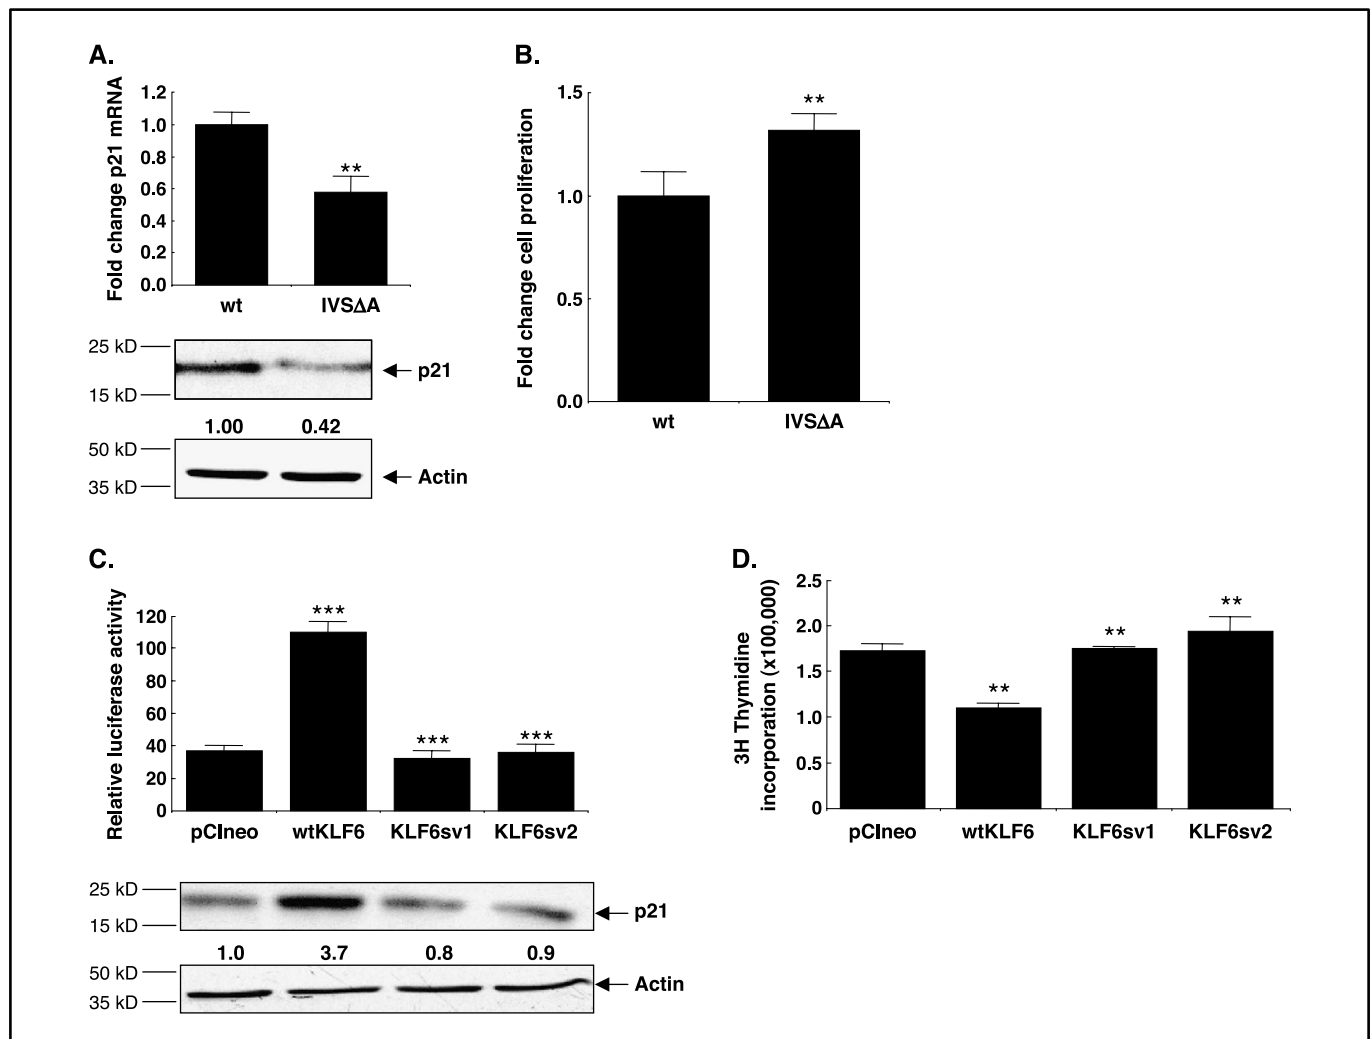 A.
Fold change p21 mRNA
1.2
1.0
0.8
0.6
0.4
0.2
0.0
**
wt IVSΔA
25 kD
15 kD
p21
1.00 0.42
50 kD
35 kD
Actin
B.
Fold change cell proliferation
1.5
1.0
0.5
0.0
**
wt IVSΔA
C.
Relative luciferase activity
120
100
80
60
40
20
0
*** *** ***
pCIneo wtKLF6 KLF6sv1 KLF6sv2
25 kD
15 kD
p21
1.0 3.7 0.8 0.9
50 kD
35 kD
Actin
D.
3H Thymidine
incorporation (x100,000)
2.5
2.0
1.5
1.0
0.5
0
** ** **
pCIneo wtKLF6 KLF6sv1 KLF6sv2